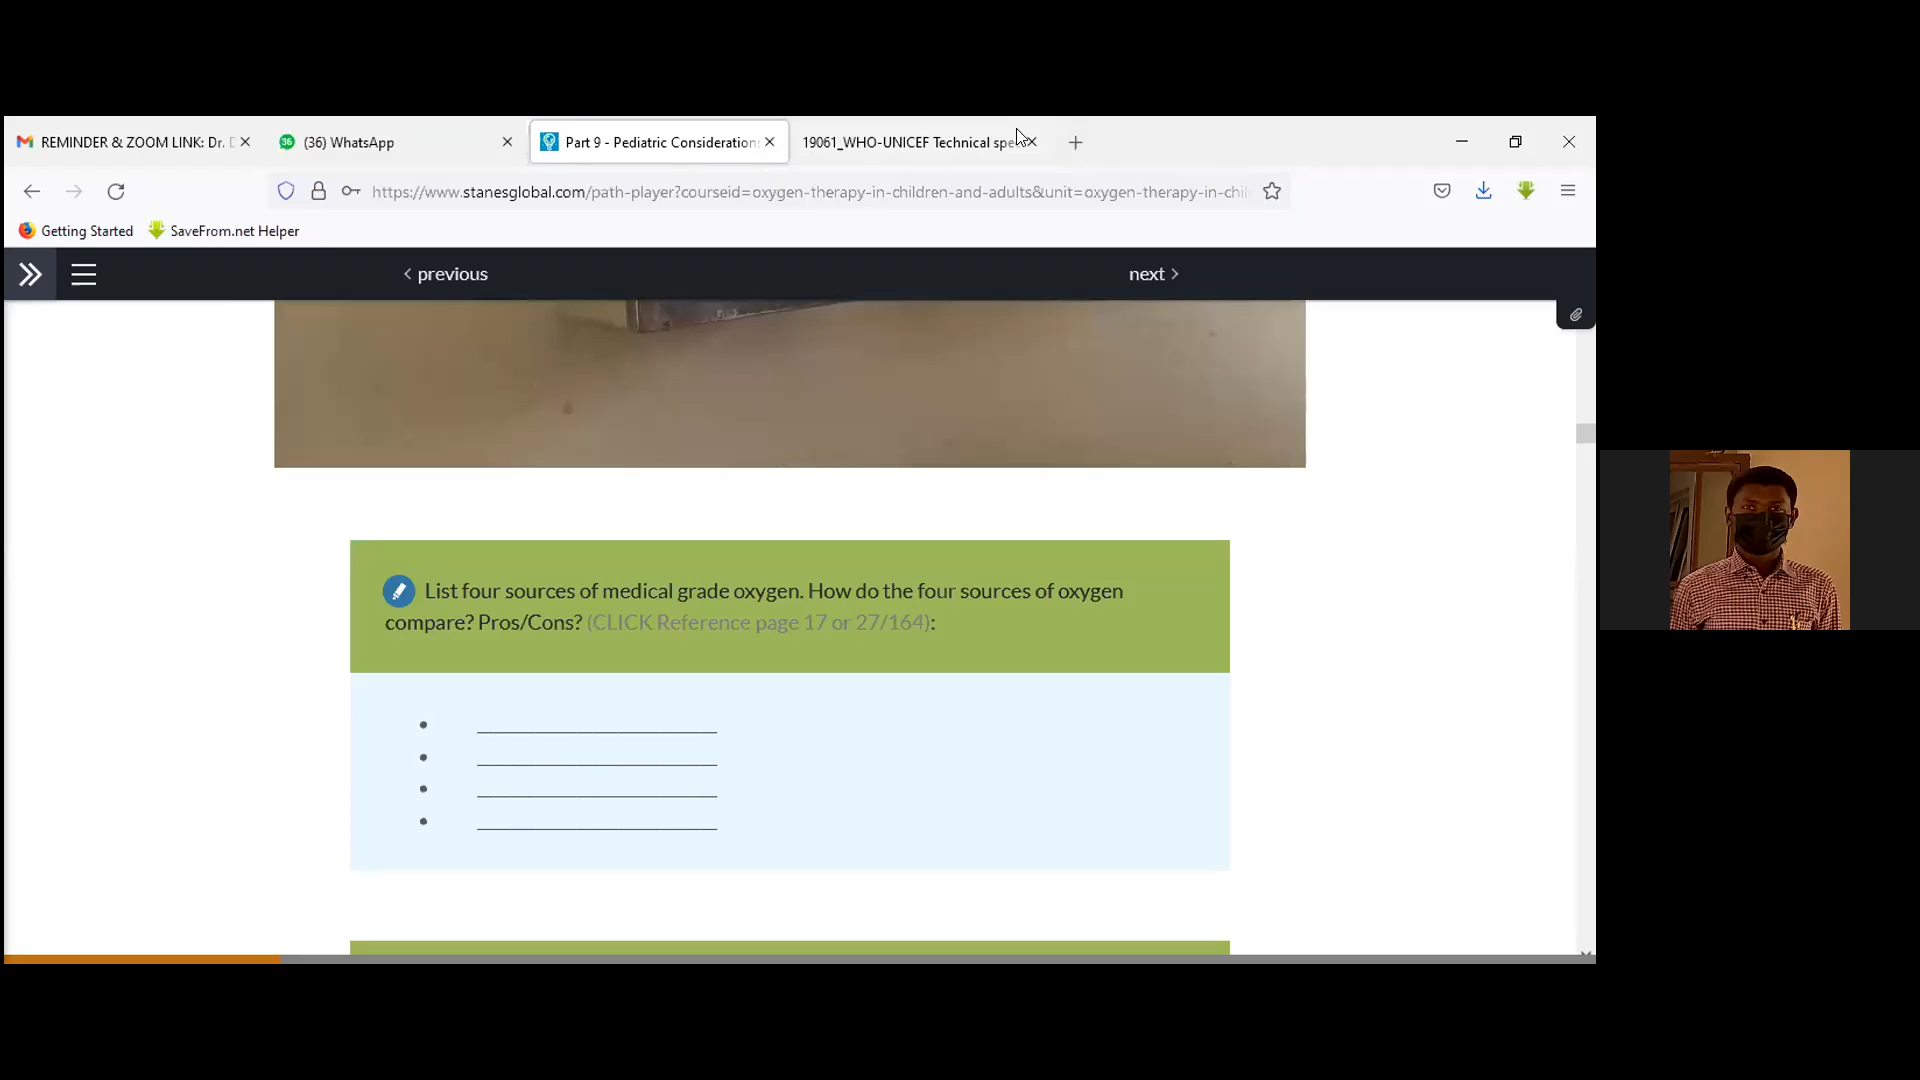 REMINDER & ZOOM LINK: Dr.
36
(36) WhatsApp
Part 9 - Pediatric Consideration
19061_WHO-UNICEF Technical spe
https://www.stanesglobal.com/path-player?courseid=oxygen-therapy-in-children-and-adults&unit=oxygen-therapy-in-chil
Getting Started
SaveFrom.net Helper
previous
next
List four sources of medical grade oxygen. How do the four sources of oxygen
compare? Pros/Cons? (CLICK Reference page 17 or 27/164):